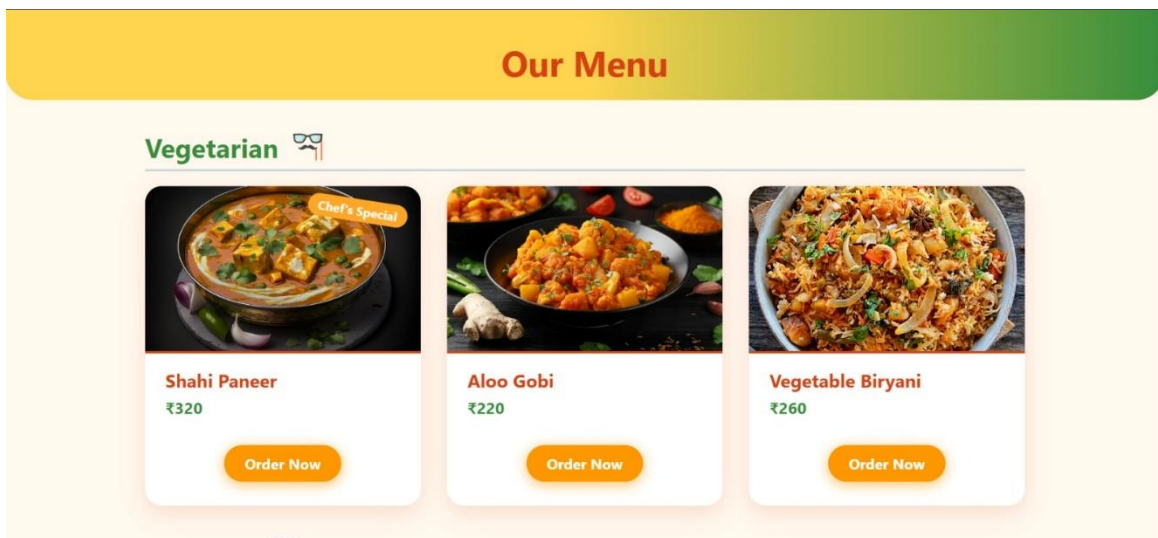 Our Menu
Vegetarian
Chef's Special
Shahi Paneer
₹320
Order Now
Aloo Gobi
₹220
Order Now
Vegetable Biryani
₹260
Order Now